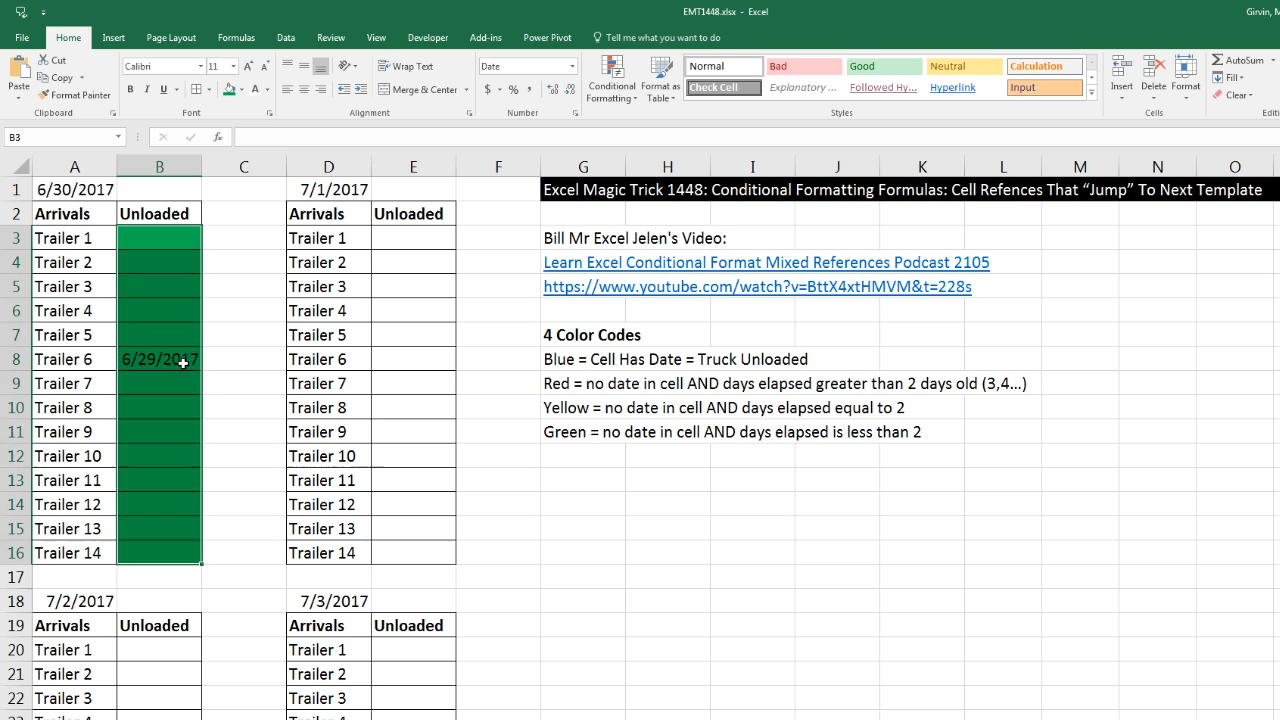 EMT1448.xlsx - Excel
Girvin, M
File Home Insert Page Layout Formulas Data Review View Developer Add-ins Power Pivot Tell me what you want to do
Paste
Cut
Copy
Format Painter
Clipboard
Calibri 11 A A
B I U A
Font
Wrap Text
Merge & Center
Alignment
Date
$ % ,
Number
Conditional Formatting
Format as Table
Normal Bad Good Neutral Calculation
Check Cell Explanatory ... Followed Hy... Hyperlink Input
Styles
Insert Delete Format
Cells
AutoSum
Fill
Clear
Editi
B3 fx
A B C D E F G H I J K L M N O
1 6/30/2017 7/1/2017 Excel Magic Trick 1448: Conditional Formatting Formulas: Cell Refences That “Jump” To Next Template
2 Arrivals Unloaded Arrivals Unloaded
3 Trailer 1 Trailer 1 Bill Mr Excel Jelen's Video:
4 Trailer 2 Trailer 2 Learn Excel Conditional Format Mixed References Podcast 2105
5 Trailer 3 Trailer 3 https://www.youtube.com/watch?v=BttX4xtHMVM&t=228s
6 Trailer 4 Trailer 4
7 Trailer 5 Trailer 5 4 Color Codes
8 Trailer 6 6/29/2017 Trailer 6 Blue = Cell Has Date = Truck Unloaded
9 Trailer 7 Trailer 7 Red = no date in cell AND days elapsed greater than 2 days old (3,4...)
10 Trailer 8 Trailer 8 Yellow = no date in cell AND days elapsed equal to 2
11 Trailer 9 Trailer 9 Green = no date in cell AND days elapsed is less than 2
12 Trailer 10 Trailer 10
13 Trailer 11 Trailer 11
14 Trailer 12 Trailer 12
15 Trailer 13 Trailer 13
16 Trailer 14 Trailer 14
17
18 7/2/2017 7/3/2017
19 Arrivals Unloaded Arrivals Unloaded
20 Trailer 1 Trailer 1
21 Trailer 2 Trailer 2
22 Trailer 3 Trailer 3